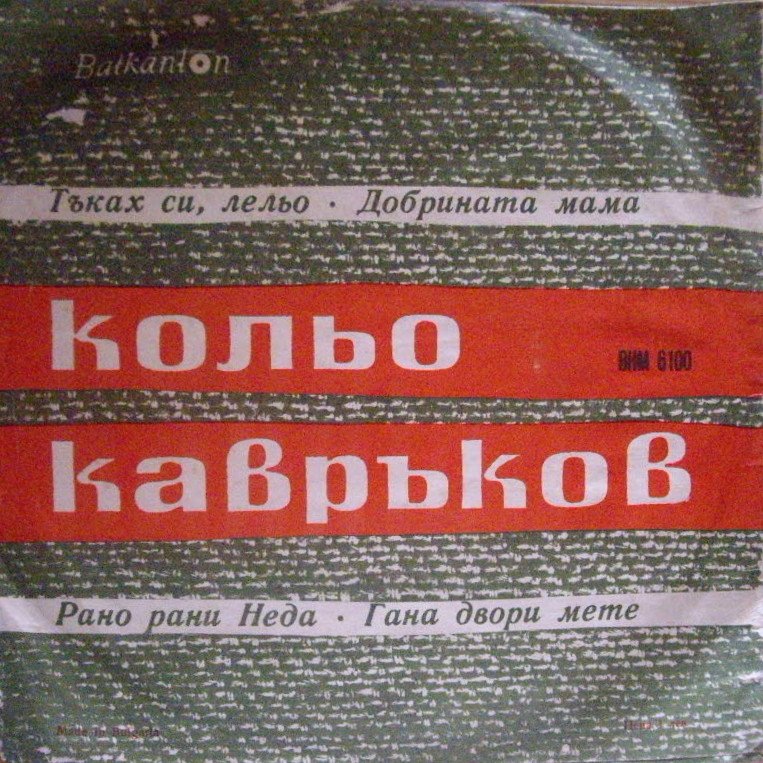 Balkanton
Тъках си, лельо · Добрината мама
кольо
ВНМ 6100
кавръков
Рано рани Неда · Гана двори мете
Made in Bulgaria